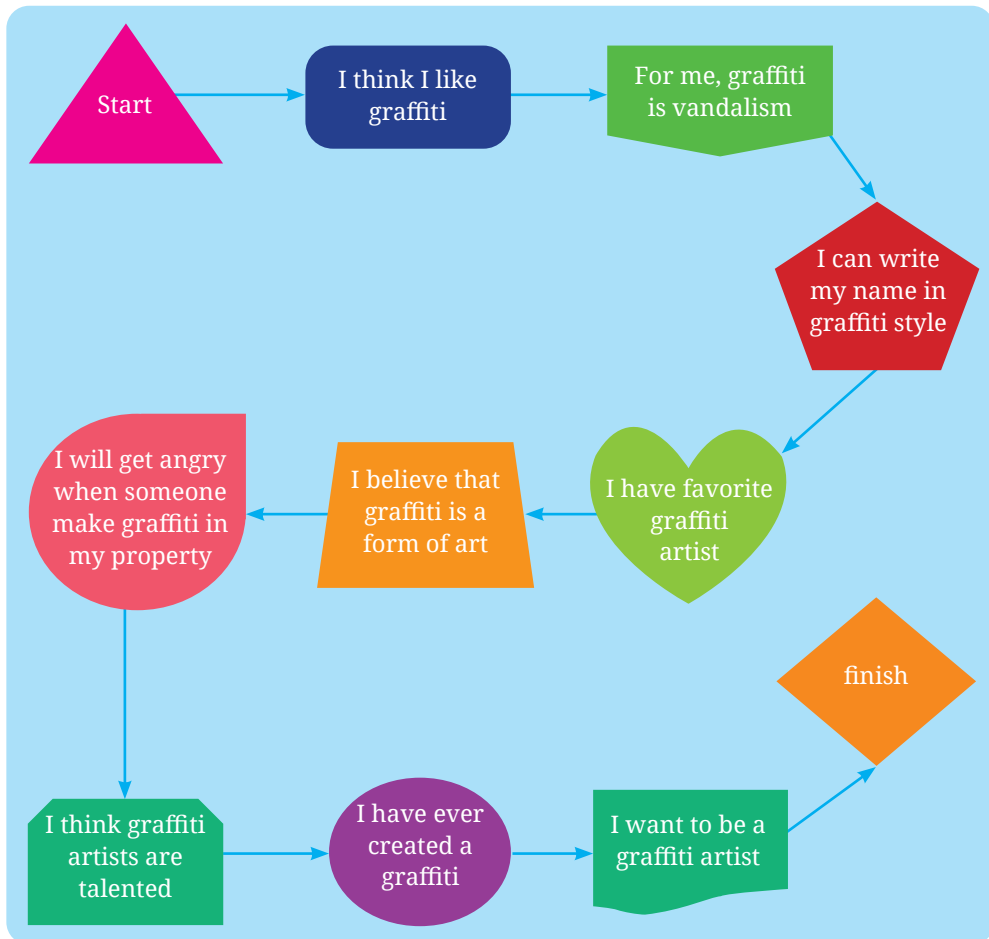 Start
I think I like
graffiti
For me, graffiti
is vandalism
I can write
my name in
graffiti style
I have favorite
graffiti
artist
I believe that
graffiti is a
form of art
I will get angry
when someone
make graffiti in
my property
I think graffiti
artists are
talented
I have ever
created a
graffiti
I want to be a
graffiti artist
finish